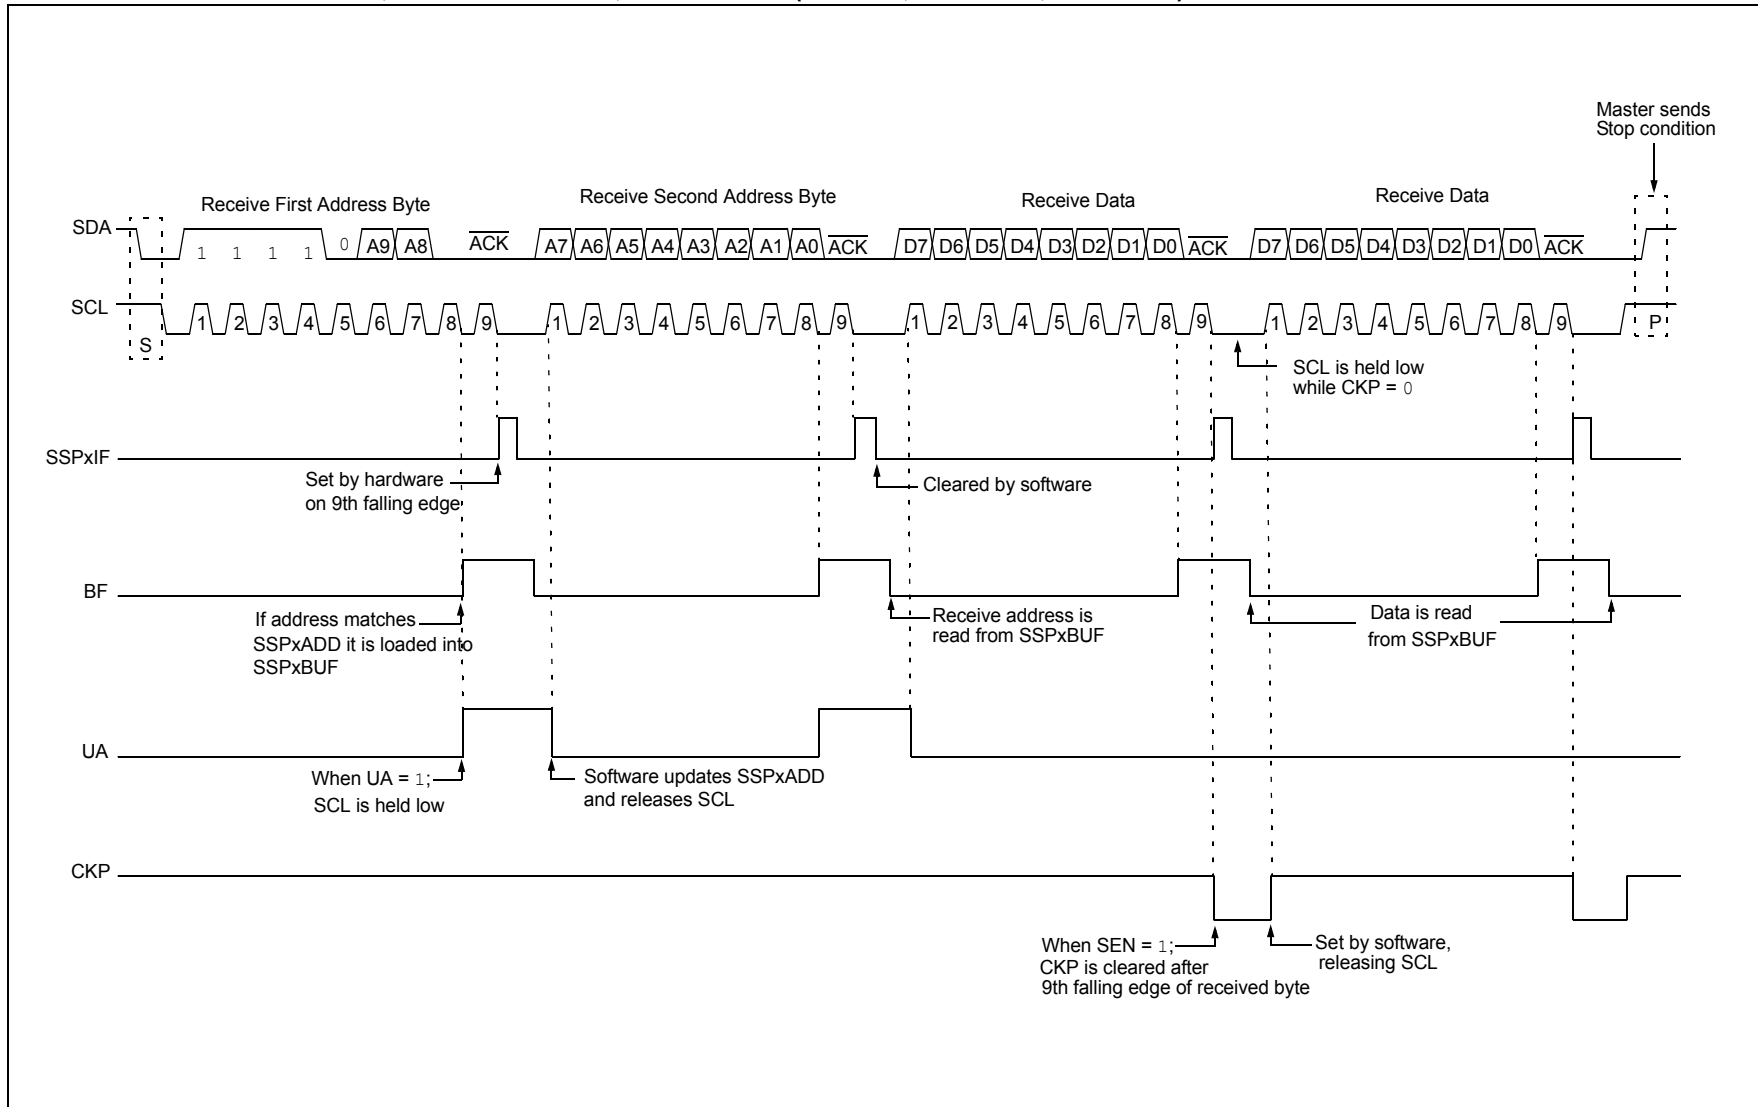 Master sends
Stop condition
Receive First Address Byte
Receive Second Address Byte
Receive Data
Receive Data
SDA
1 1 1 1 0 A9 A8 ACK A7 A6 A5 A4 A3 A2 A1 A0 ACK D7 D6 D5 D4 D3 D2 D1 D0 ACK D7 D6 D5 D4 D3 D2 D1 D0 ACK
SCL
S 1 2 3 4 5 6 7 8 9 1 2 3 4 5 6 7 8 9 1 2 3 4 5 6 7 8 9 1 2 3 4 5 6 7 8 9 P
SCL is held low
while CKP = 0
SSPxIF
Set by hardware
on 9th falling edge
Cleared by software
BF
If address matches
SSPxADD it is loaded into
SSPxBUF
Receive address is
read from SSPxBUF
Data is read
from SSPxBUF
UA
When UA = 1;
SCL is held low
Software updates SSPxADD
and releases SCL
CKP
When SEN = 1;
CKP is cleared after
9th falling edge of received byte
Set by software,
releasing SCL